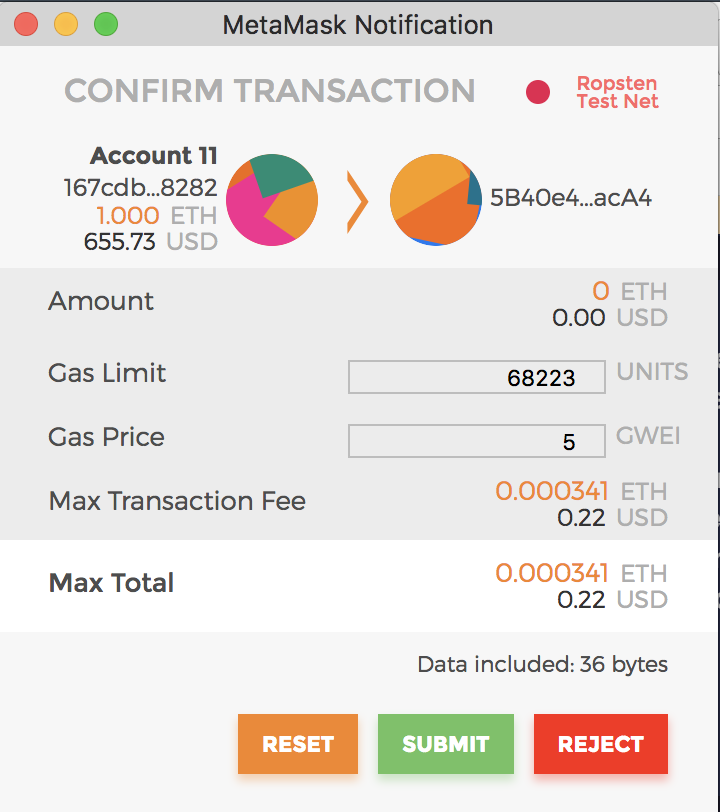 MetaMask Notification
CONFIRM TRANSACTION
Ropsten
Test Net
Account 11
167cdb...8282
1.000 ETH
655.73 USD
5B40e4...acA4
Amount
0 ETH
0.00 USD
Gas Limit 68223 UNITS
Gas Price 5 GWEI
Max Transaction Fee
0.000341 ETH
0.22 USD
Max Total
0.000341 ETH
0.22 USD
Data included: 36 bytes
RESET SUBMIT REJECT